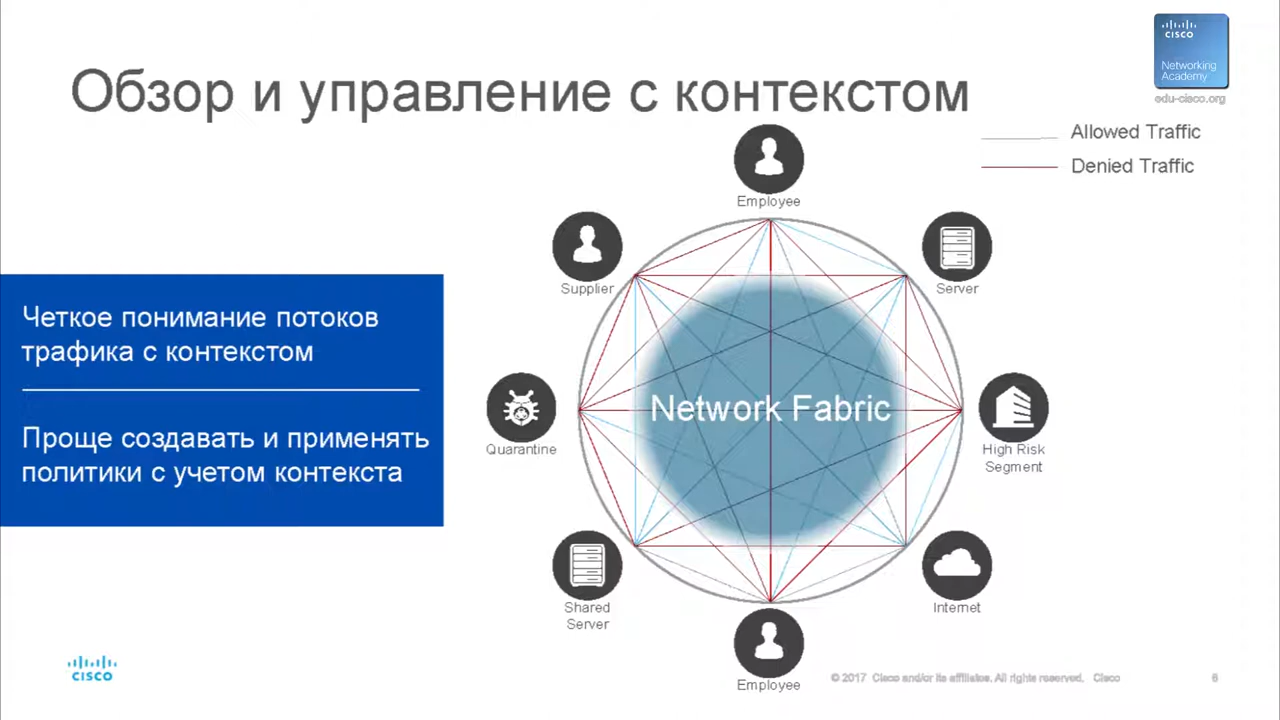 CISCO
Networking
Academy
edu-cisco.org
Обзор и управление с контекстом
Allowed Traffic
Denied Traffic
Employee
Supplier
Server
Четкое понимание потоков
трафика с контекстом
Проще создавать и применять
политики с учетом контекста
Network Fabric
Quarantine
High Risk
Segment
Shared
Server
Internet
Employee
CISCO
© 2017 Cisco and/or its affiliates. All rights reserved. Cisco
6